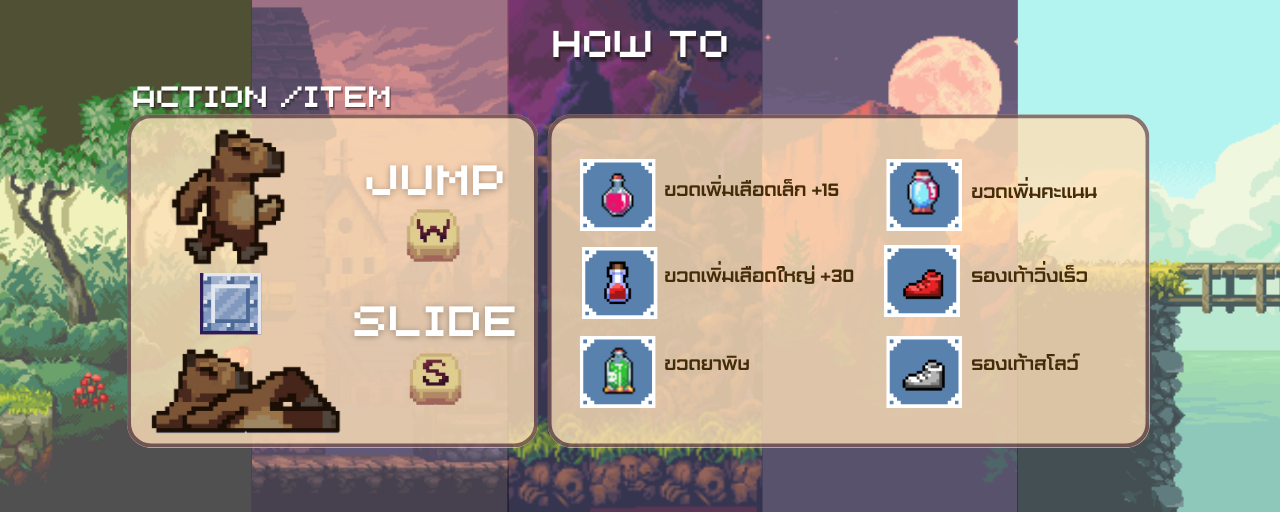 HOW TO
ACTION /ITEM
JUMP
W
SLIDE
S
ขวดเพิ่มเลือดเล็ก +15
ขวดเพิ่มเลือดใหญ่ +30
ขวดยาพิษ
ขวดเพิ่มคะแนน
รองเท้าวิ่งเร็ว
รองเท้าสโลว์